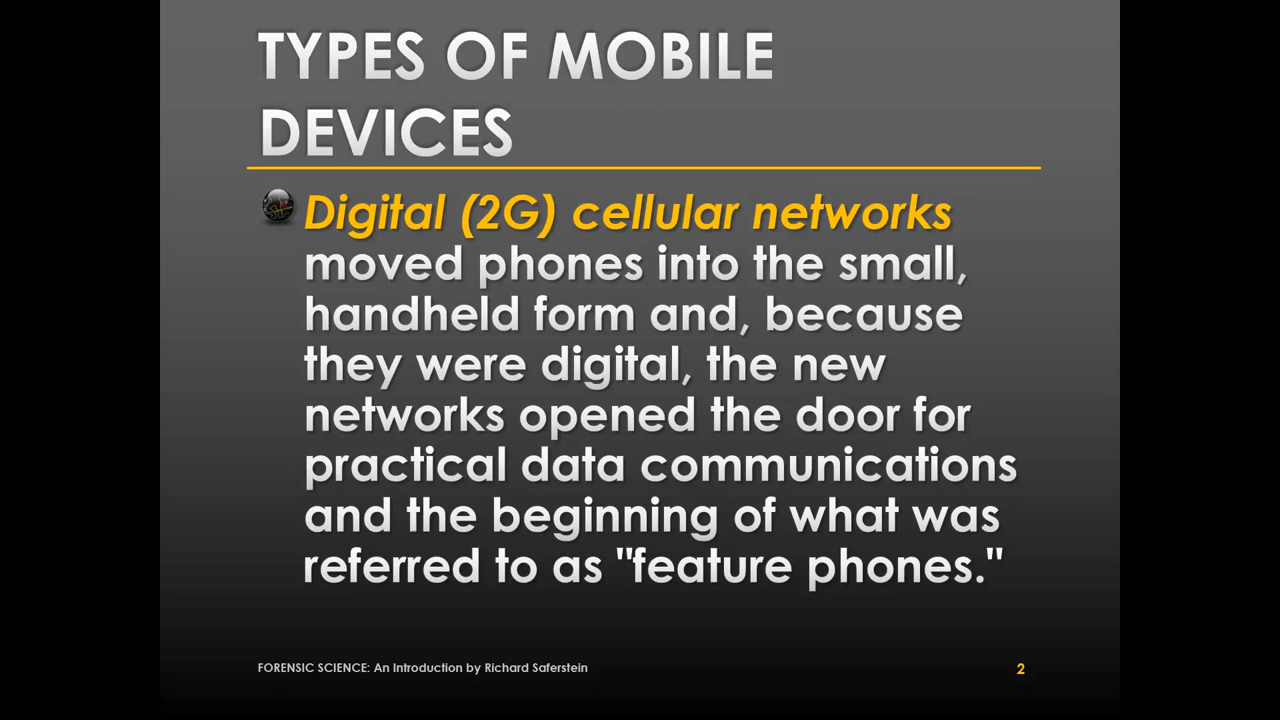 TYPES OF MOBILE
DEVICES
Digital (2G) cellular networks
moved phones into the small,
handheld form and, because
they were digital, the new
networks opened the door for
practical data communications
and the beginning of what was
referred to as "feature phones."
FORENSIC SCIENCE: An Introduction by Richard Saferstein
2